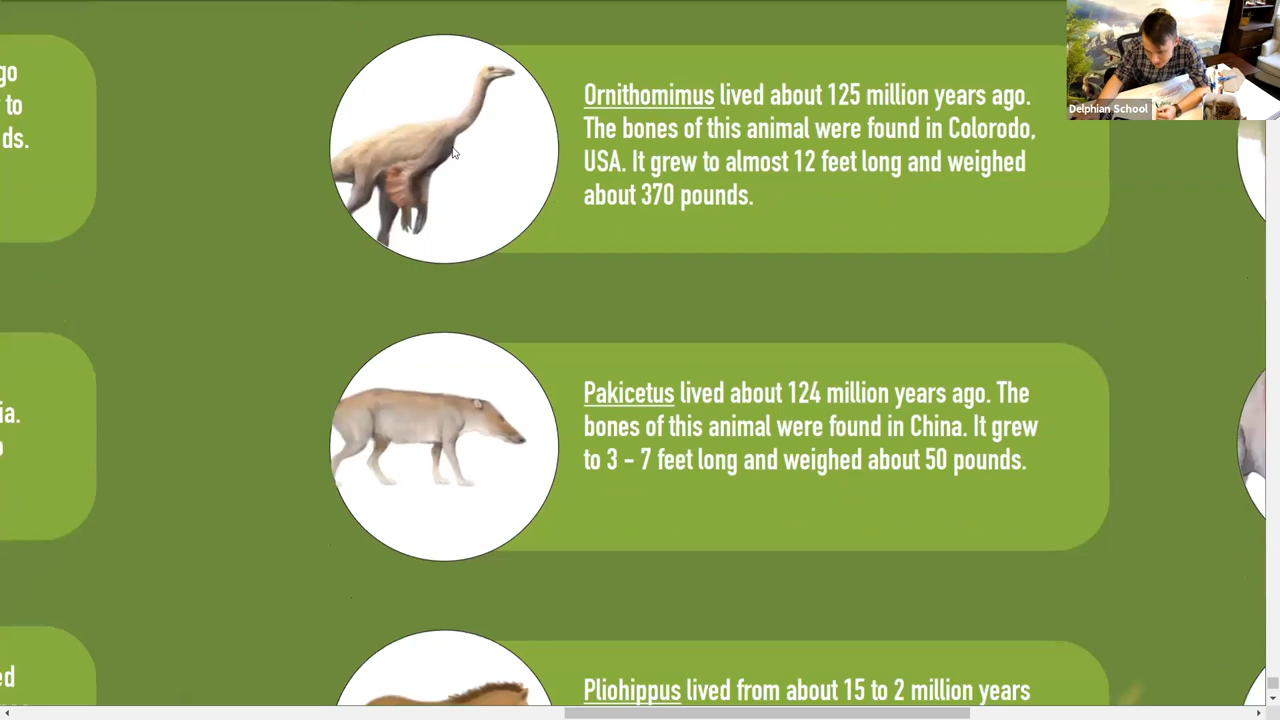 go
to
ds.
Ornithomimus lived about 125 million years ago.
The bones of this animal were found in Colorodo,
USA. It grew to almost 12 feet long and weighed
about 370 pounds.
Delphian School
ia.
Pakicetus lived about 124 million years ago. The
bones of this animal were found in China. It grew
to 3 - 7 feet long and weighed about 50 pounds.
ed
Pliohippus lived from about 15 to 2 million years